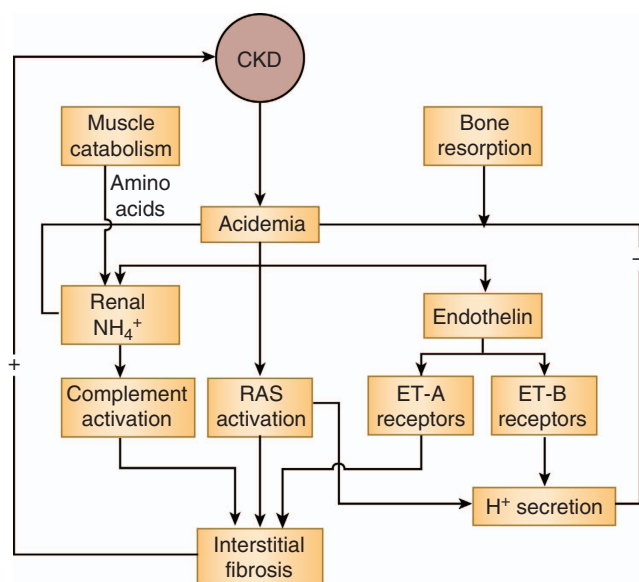 CKD
Muscle
catabolism
Bone
resorption
Amino
acids
Acidemia
−
Renal
NH₄⁺
Endothelin
+
Complement
activation
RAS
activation
ET-A
receptors
ET-B
receptors
H⁺ secretion
Interstitial
fibrosis